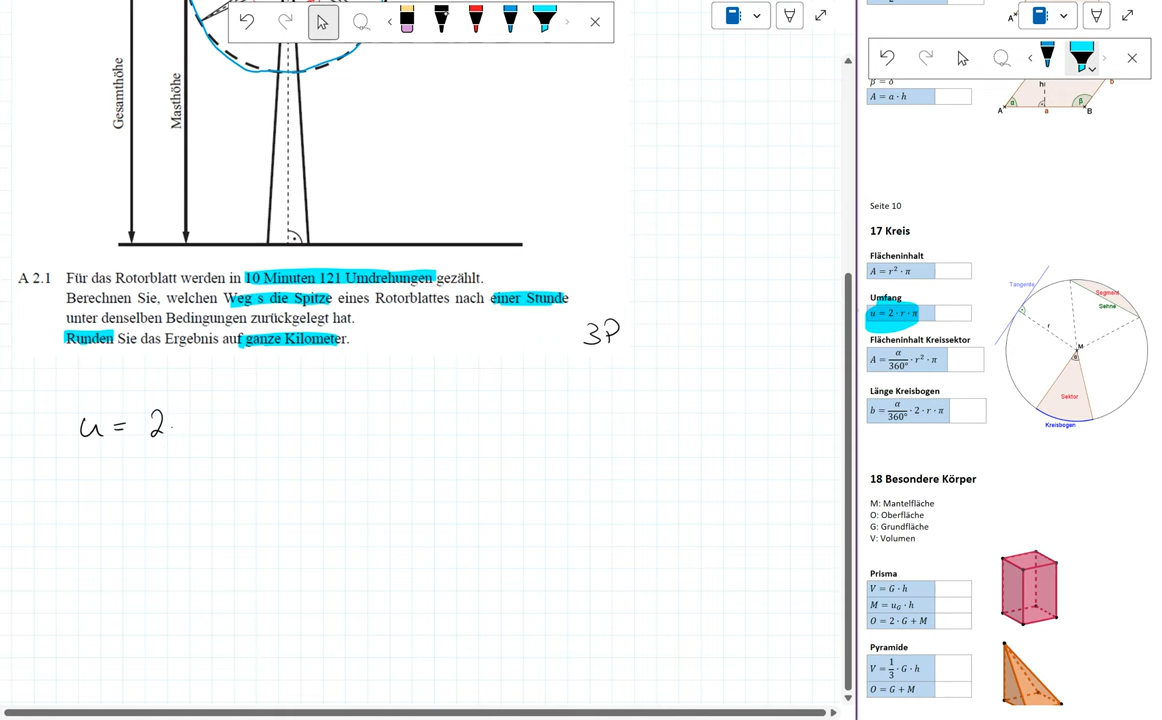 Gesamthöhe
Masthöhe
A 2.1 Für das Rotorblatt werden in 10 Minuten 121 Umdrehungen gezählt.
Berechnen Sie, welchen Weg s die Spitze eines Rotorblattes nach einer Stunde
unter denselben Bedingungen zurückgelegt hat.
Runden Sie das Ergebnis auf ganze Kilometer.
3P
u = 2 ·
β = δ
A = a · h
h
b
α
β
A
a
B
A
Seite 10
17 Kreis
Flächeninhalt
A = r² · π
Umfang
u = 2 · r · π
Flächeninhalt Kreissektor
A = α/360° · r² · π
Länge Kreisbogen
b = α/360° · 2 · r · π
Tangente
Segment
Sehne
r
M
α
Sektor
Kreisbogen
18 Besondere Körper
M: Mantelfläche
O: Oberfläche
G: Grundfläche
V: Volumen
Prisma
V = G · h
M = u_G · h
O = 2 · G + M
Pyramide
V = 1/3 · G · h
O = G + M